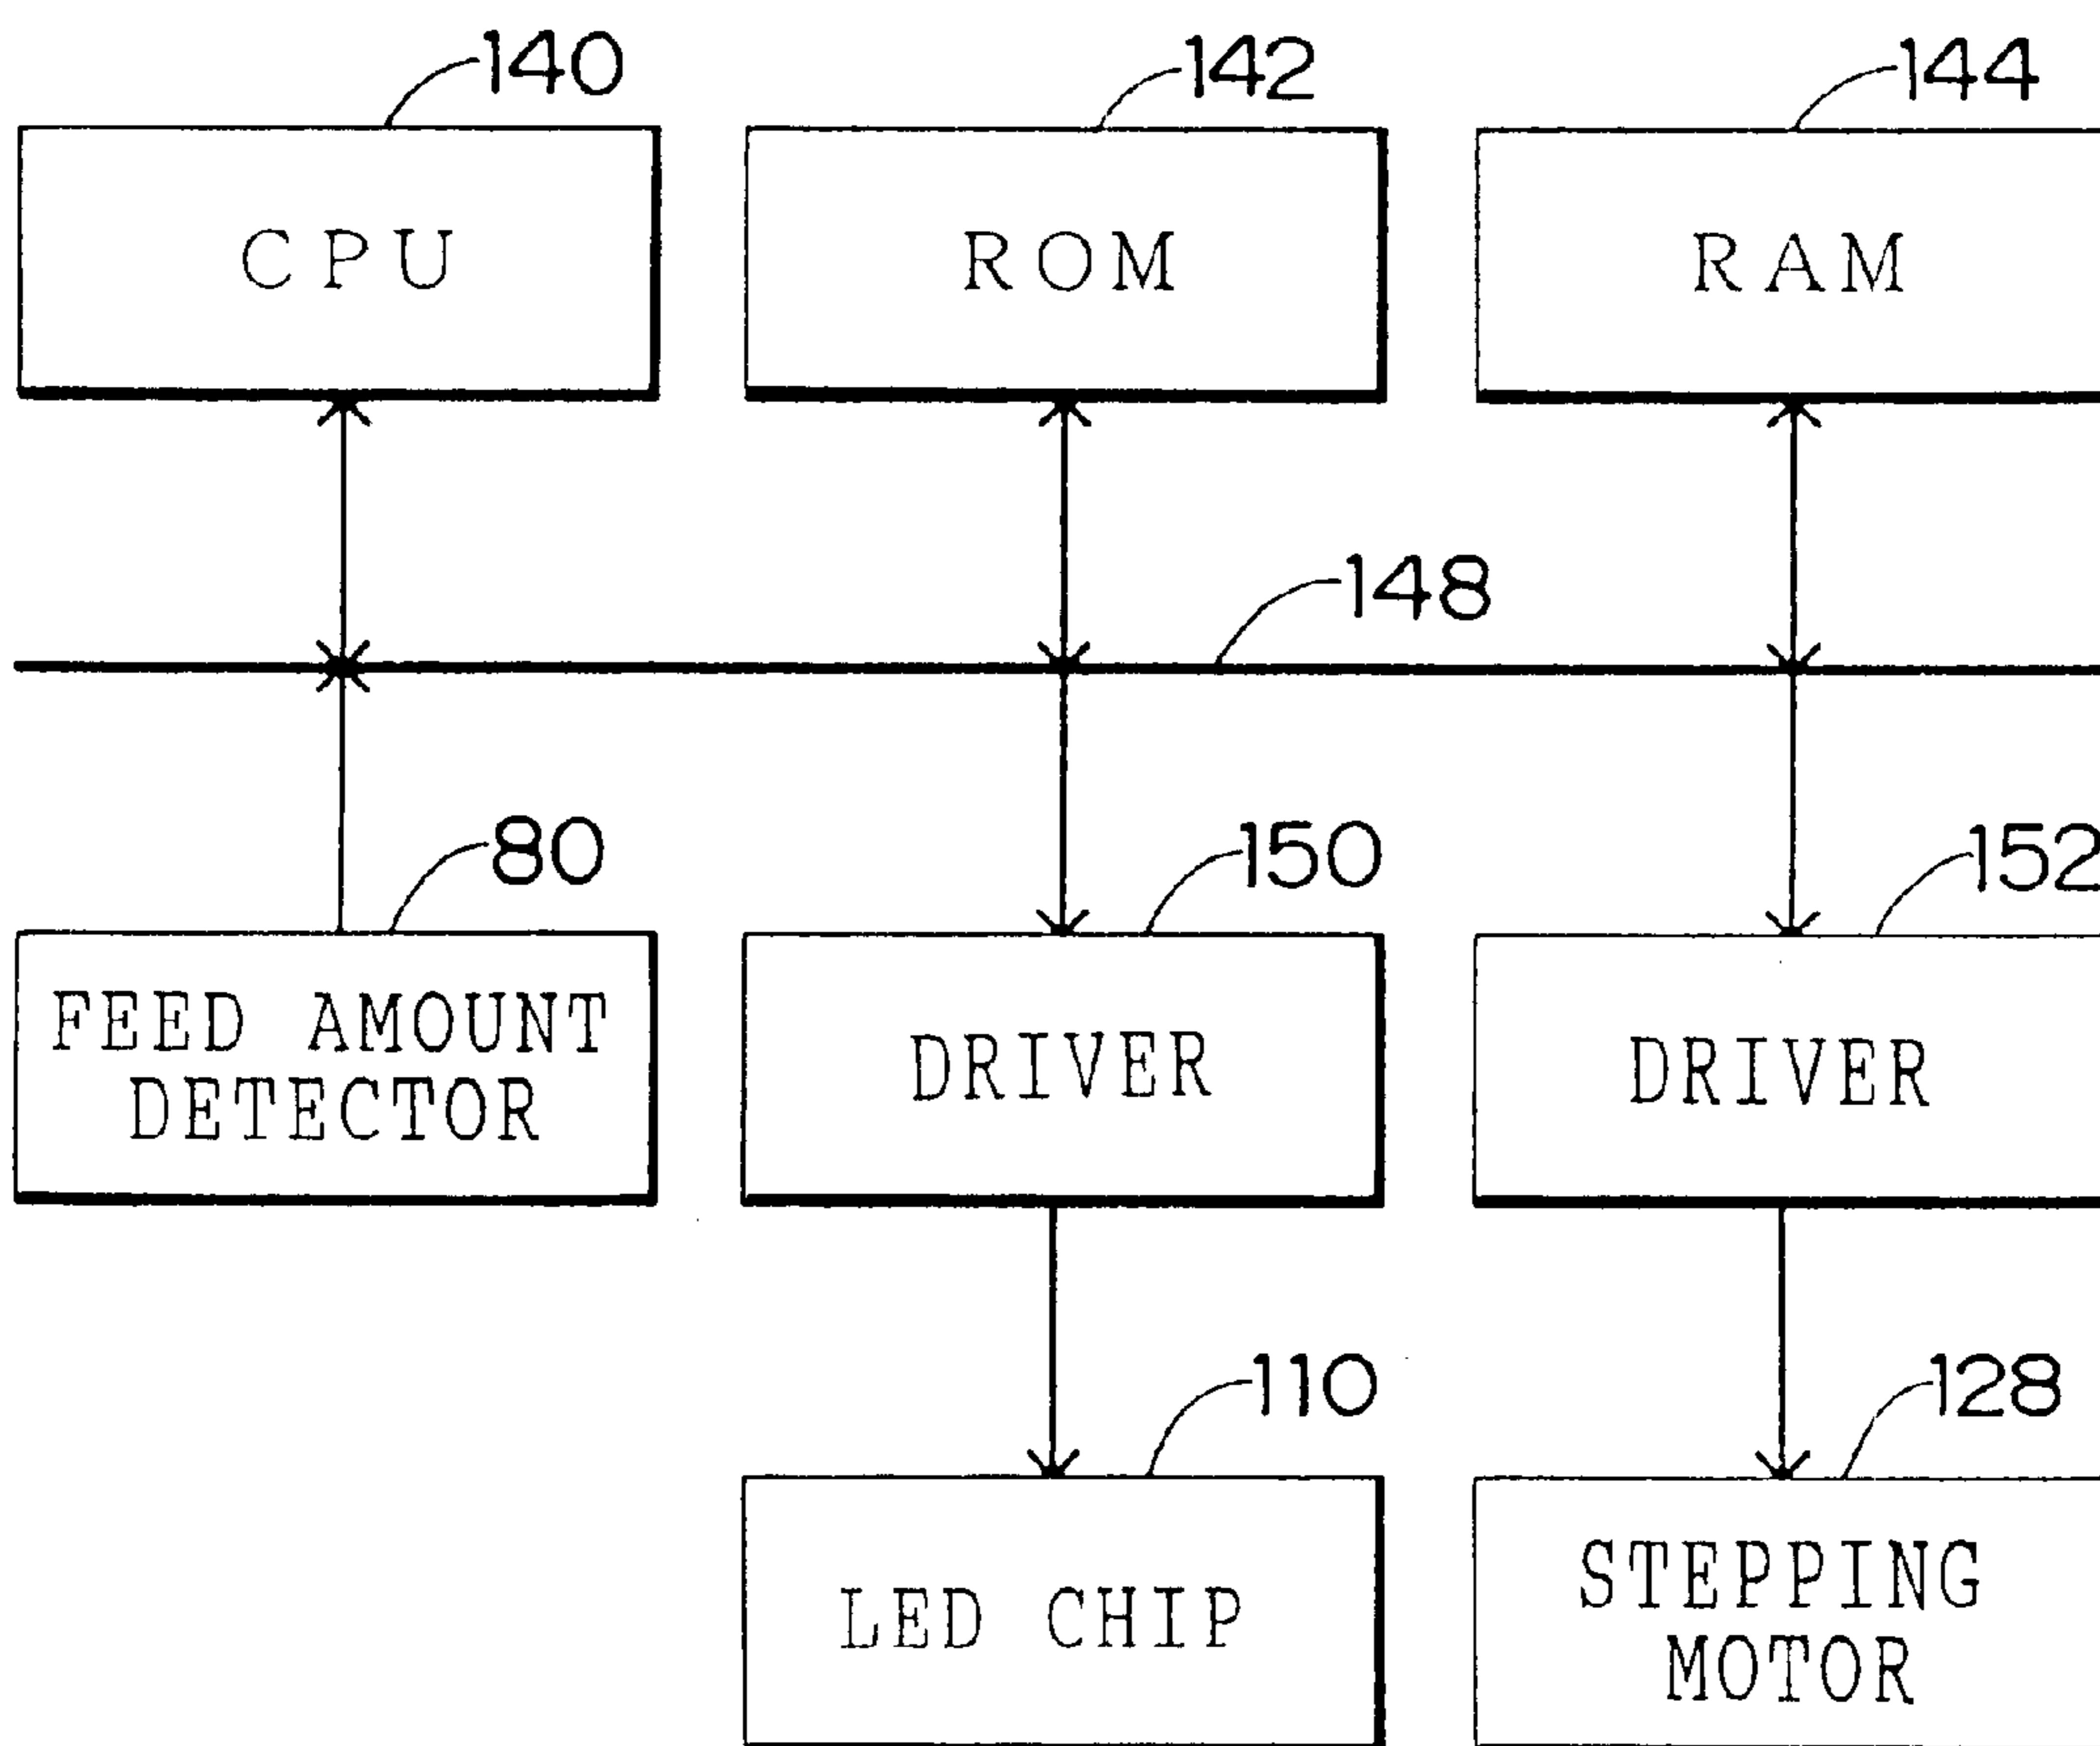 140
142
144
CPU
ROM
RAM
148
80
150
152
FEED AMOUNT
DETECTOR
DRIVER
DRIVER
110
128
LED CHIP
STEPPING
MOTOR